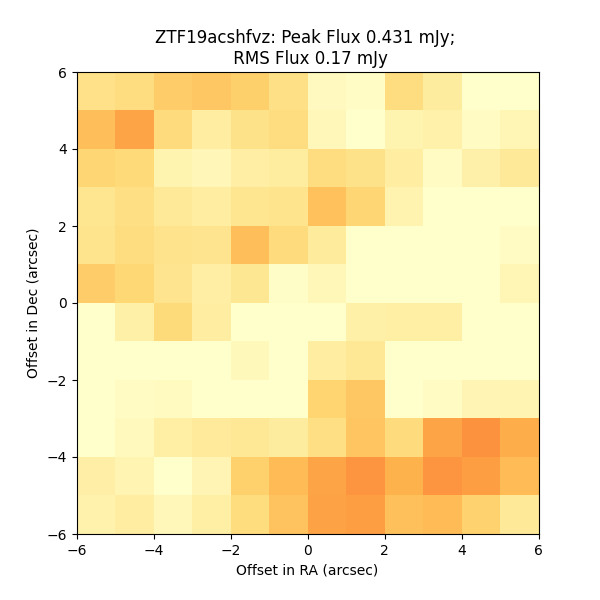 ZTF19acshfvz: Peak Flux 0.431 mJy;
RMS Flux 0.17 mJy
6
4
2
0
−2
−4
−6
Offset in Dec (arcsec)
−6 −4 −2 0 2 4 6
Offset in RA (arcsec)